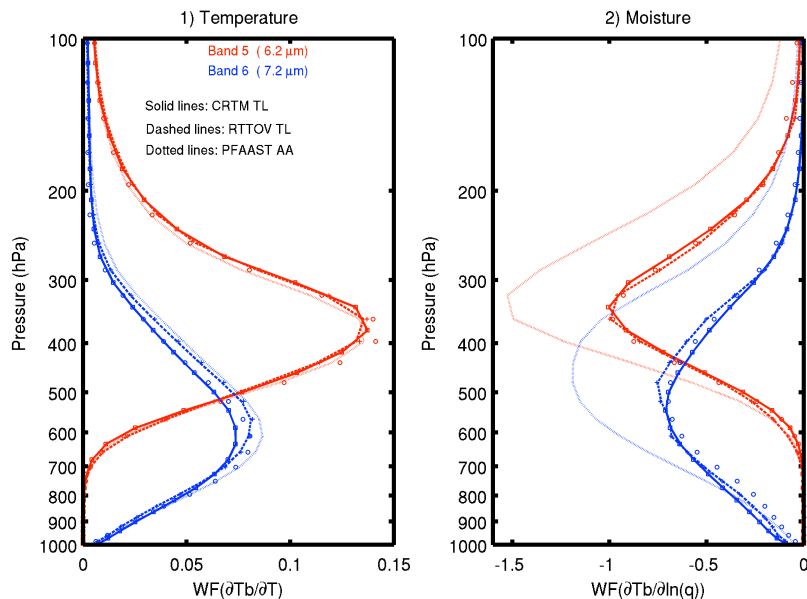 1) Temperature
2) Moisture
Band 5 ( 6.2 μm)
Band 6 ( 7.2 μm)
Solid lines: CRTM TL
Dashed lines: RTTOV TL
Dotted lines: PFAAST AA
Pressure (hPa)
100
200
300
400
500
600
700
800
900
1000
0
0.05
0.1
0.15
WF(∂Tb/∂T)
Pressure (hPa)
100
200
300
400
500
600
700
800
900
1000
-1.5
-1
-0.5
0
WF(∂Tb/∂ln(q))